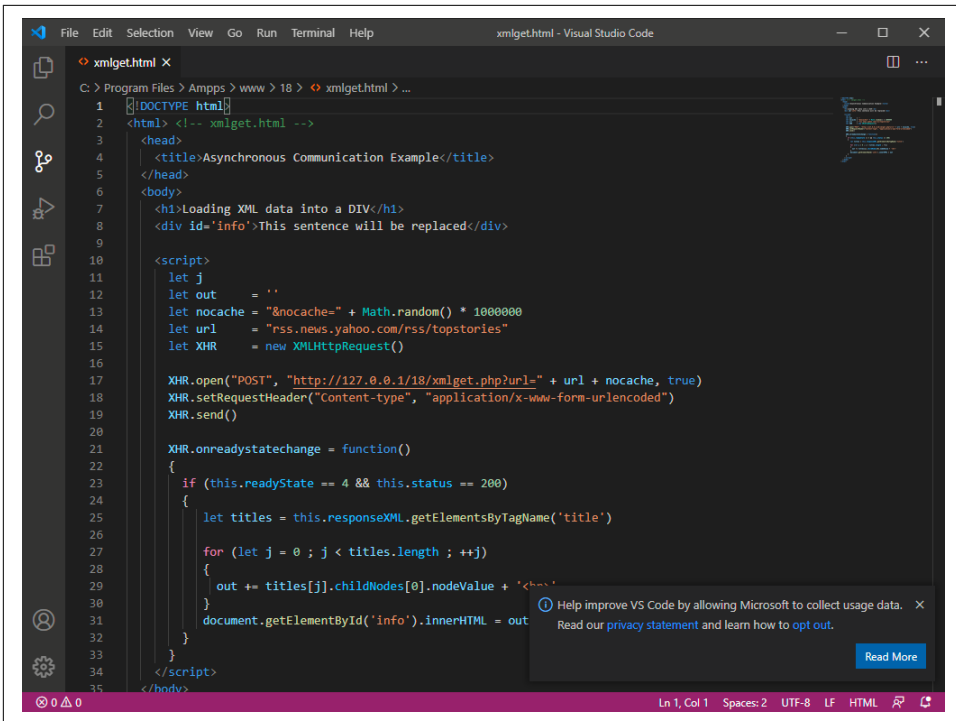 File Edit Selection View Go Run Terminal Help xmlget.html - Visual Studio Code
xmlget.html
C: > Program Files > Ampps > www > 18 > xmlget.html > ...
1 <!DOCTYPE html>
2 <html> <!-- xmlget.html -->
3 <head>
4 <title>Asynchronous Communication Example</title>
5 </head>
6 <body>
7 <h1>Loading XML data into a DIV</h1>
8 <div id='info'>This sentence will be replaced</div>
9
10 <script>
11 let j
12 let out = ''
13 let nocache = "&nocache=" + Math.random() * 1000000
14 let url = "rss.news.yahoo.com/rss/topstories"
15 let XHR = new XMLHttpRequest()
16
17 XHR.open("POST", "http://127.0.0.1/18/xmlget.php?url=" + url + nocache, true)
18 XHR.setRequestHeader("Content-type", "application/x-www-form-urlencoded")
19 XHR.send()
20
21 XHR.onreadystatechange = function()
22 {
23 if (this.readyState == 4 && this.status == 200)
24 {
25 let titles = this.responseXML.getElementsByTagName('title')
26
27 for (let j = 0 ; j < titles.length ; ++j)
28 {
29 out += titles[j].childNodes[0].nodeValue + '<br>'
30 }
31 document.getElementById('info').innerHTML = out
32 }
33 }
34 </script>
35 </body>
Help improve VS Code by allowing Microsoft to collect usage data.
Read our privacy statement and learn how to opt out.
Read More
0 0 Ln 1, Col 1 Spaces: 2 UTF-8 LF HTML